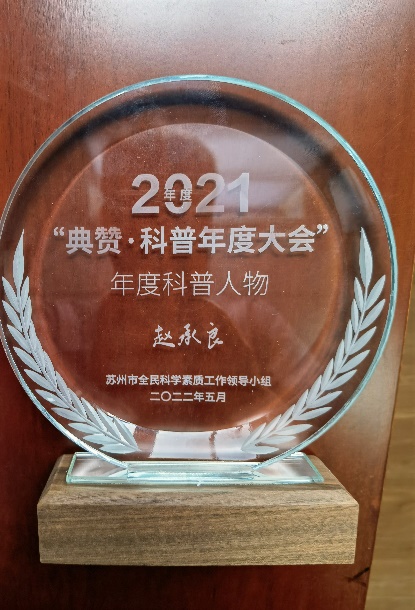 2021年度
“典赞·科普年度大会”
年度科普人物
赵承良
苏州市全民科学素质工作领导小组
二〇二二年五月